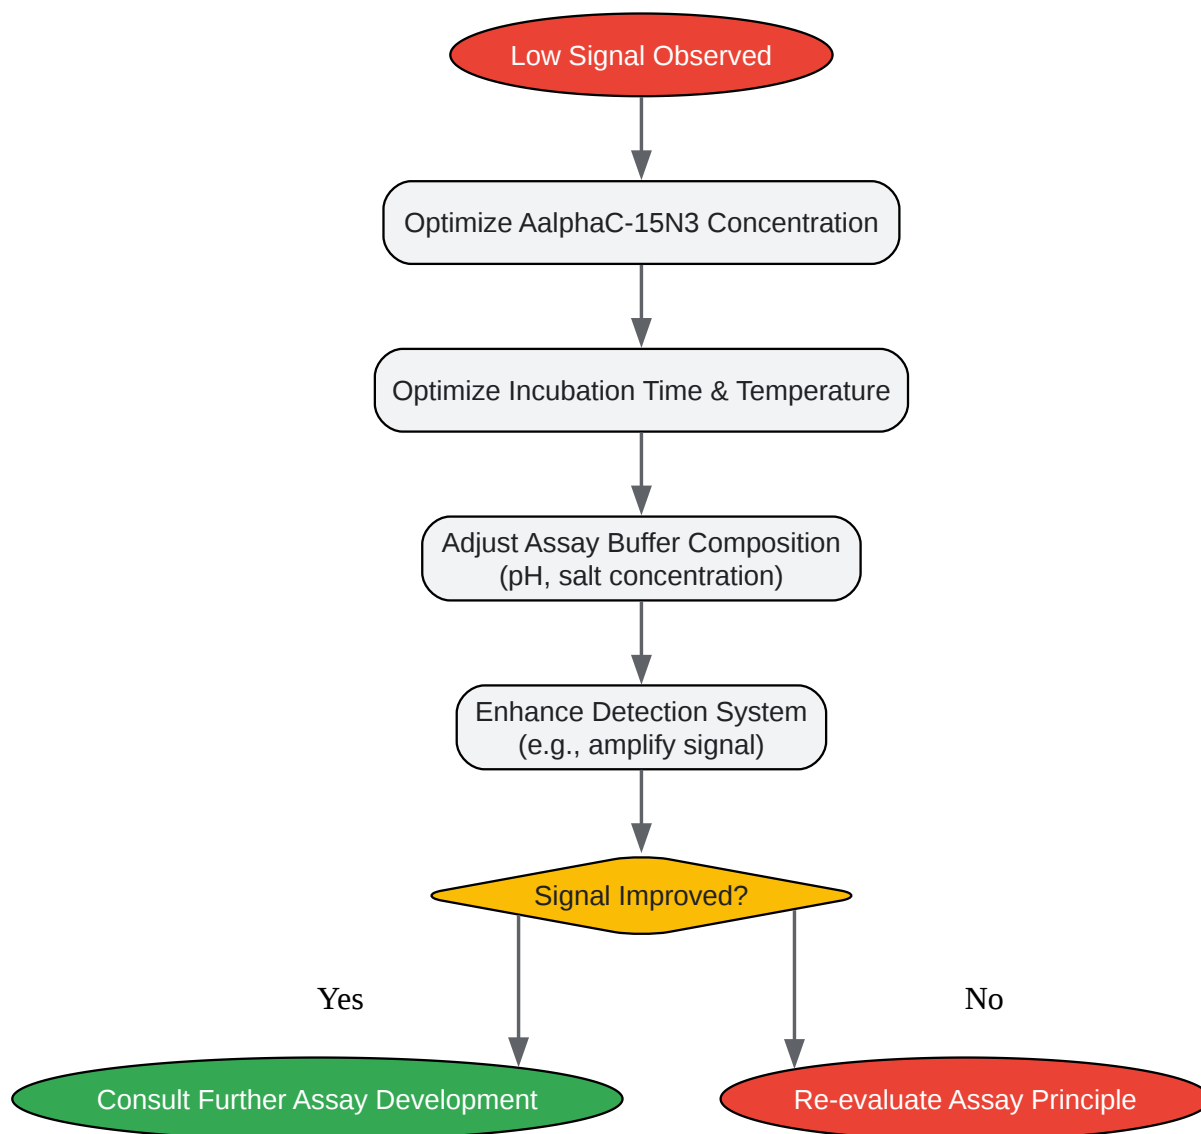 Low Signal Observed
Optimize AalphaC-15N3 Concentration
Optimize Incubation Time & Temperature
Adjust Assay Buffer Composition
(pH, salt concentration)
Enhance Detection System
(e.g., amplify signal)
Signal Improved?
Yes
No
Consult Further Assay Development
Re-evaluate Assay Principle